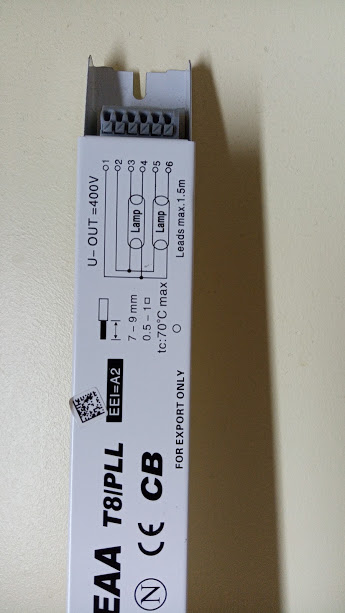 U-OUT=400V
1
2
3
4
5
6
Lamp
Lamp
Leads max.1.5m
7-9 mm
0.5-1□
tc:70°C max
EEI=A2
FOR EXPORT ONLY
EAA T8/PLL
N CE CB